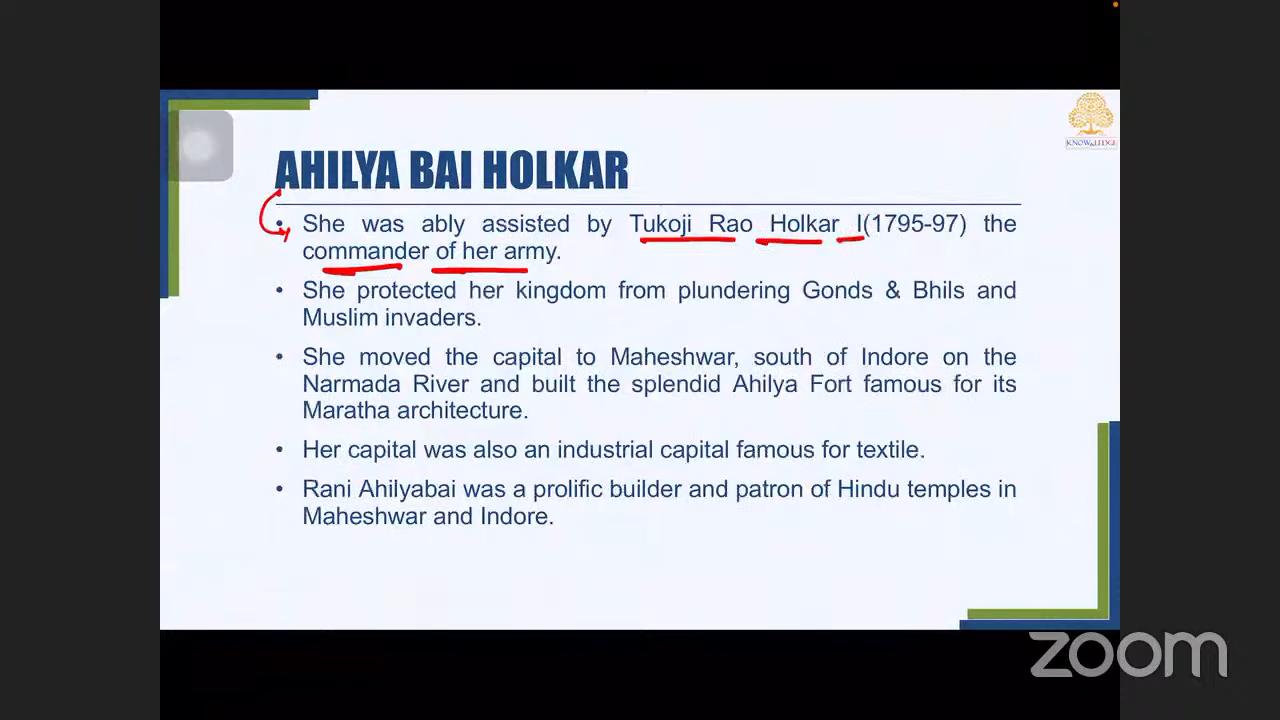 KNOWLEDGE
AHILYA BAI HOLKAR
• She was ably assisted by Tukoji Rao Holkar I(1795-97) the
commander of her army.
• She protected her kingdom from plundering Gonds & Bhils and
Muslim invaders.
• She moved the capital to Maheshwar, south of Indore on the
Narmada River and built the splendid Ahilya Fort famous for its
Maratha architecture.
• Her capital was also an industrial capital famous for textile.
• Rani Ahilyabai was a prolific builder and patron of Hindu temples in
Maheshwar and Indore.
zoom